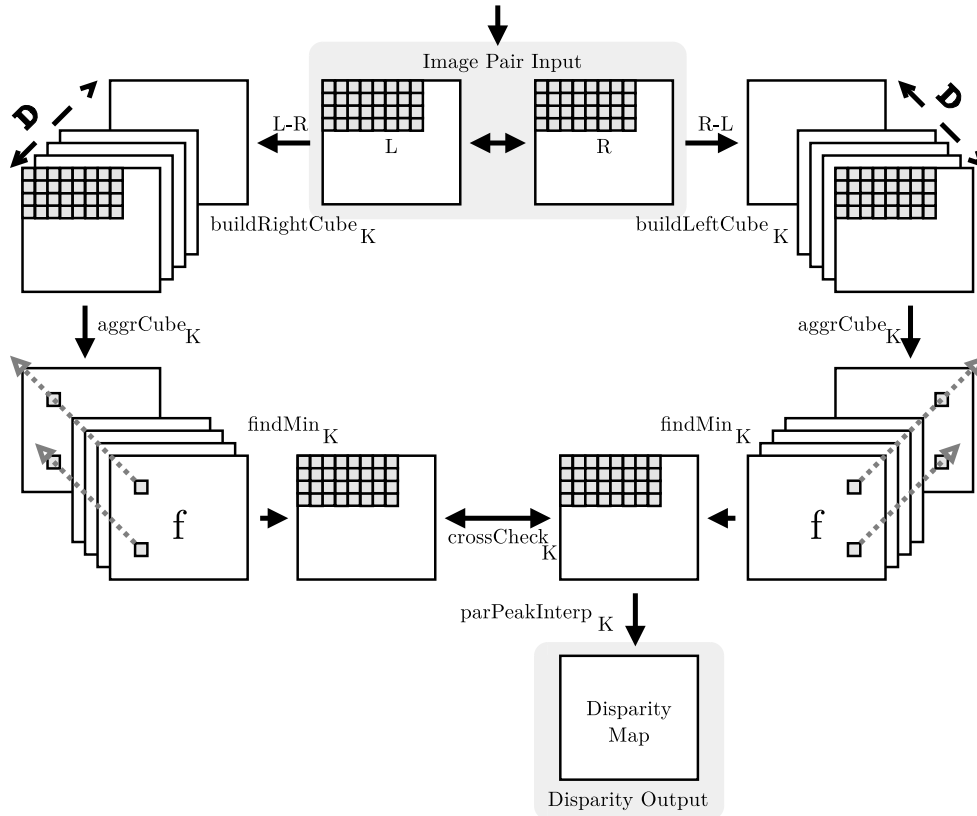 Image Pair Input
D
D
L-R
L
R
R-L
buildRightCube K
buildLeftCube K
aggrCube K
aggrCube K
findMin K
findMin K
f
f
crossCheck K
parPeakInterp K
Disparity
Map
Disparity Output